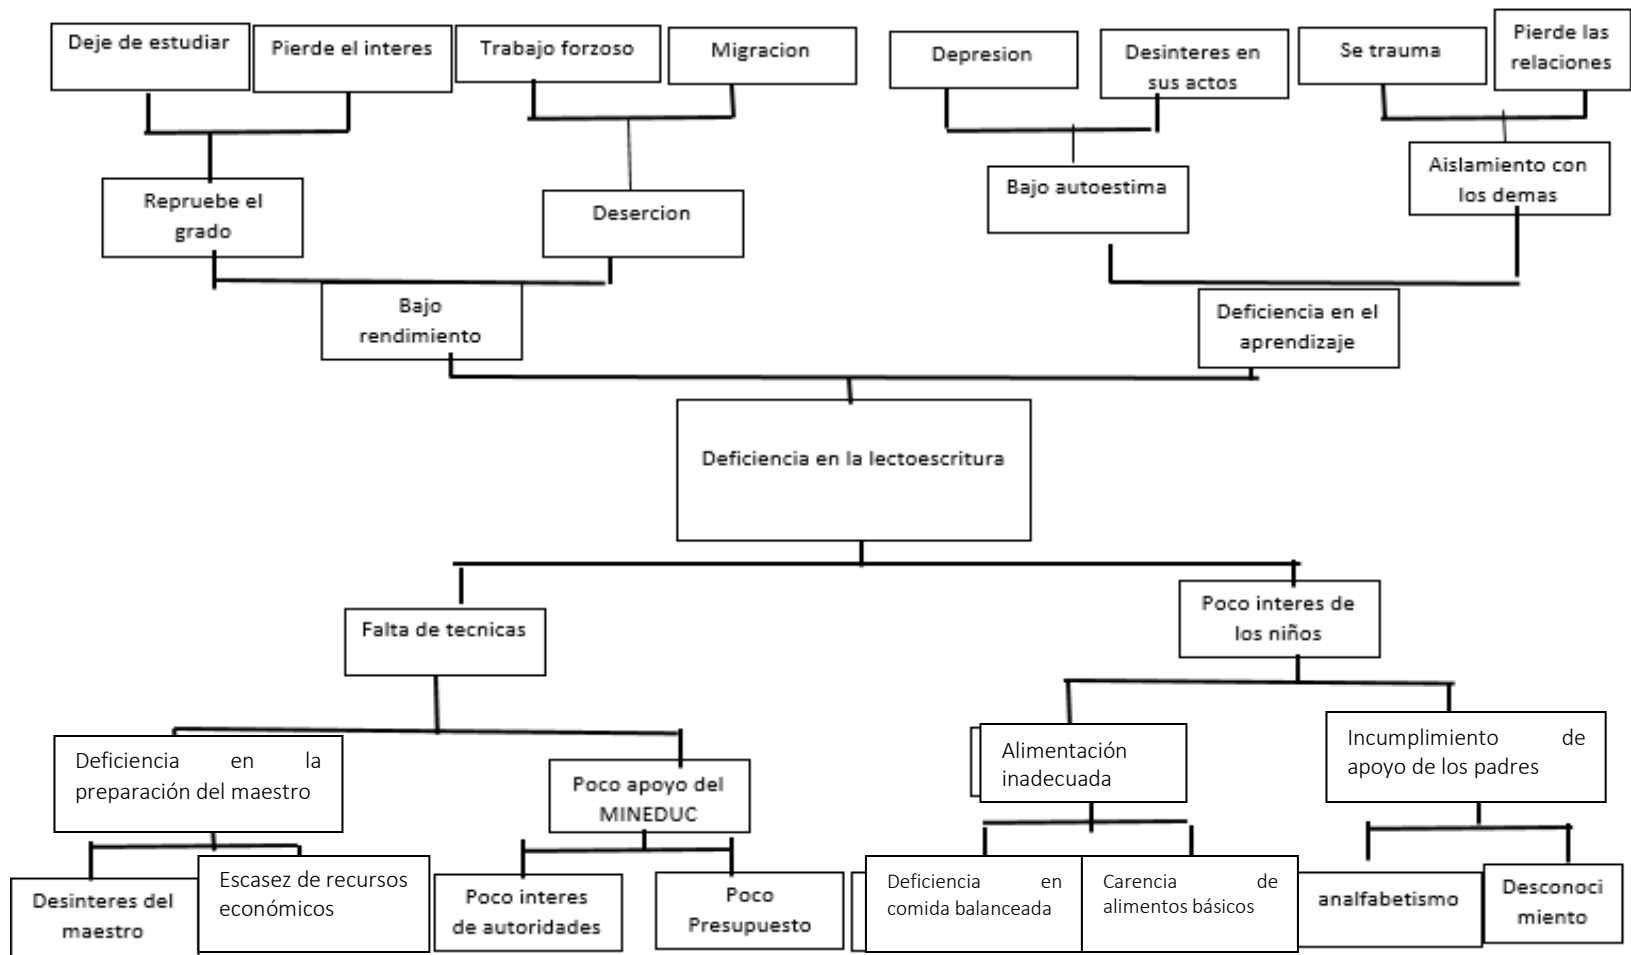 Deje de estudiar
Pierde el interes
Trabajo forzoso
Migracion
Depresion
Desinteres en
sus actos
Se trauma
Pierde las
relaciones
Repruebe el
grado
Desercion
Bajo autoestima
Aislamiento con
los demas
Bajo
rendimiento
Deficiencia en el
aprendizaje
Deficiencia en la lectoescritura
Falta de tecnicas
Poco interes de
los niños
Deficiencia en la
preparación del maestro
Poco apoyo del
MINEDUC
Alimentación
inadecuada
Incumplimiento de
apoyo de los padres
Desinteres del
maestro
Escasez de recursos
económicos
Poco interes
de autoridades
Poco
Presupuesto
Deficiencia en
comida balanceada
Carencia de
alimentos básicos
analfabetismo
Desconoci
miento